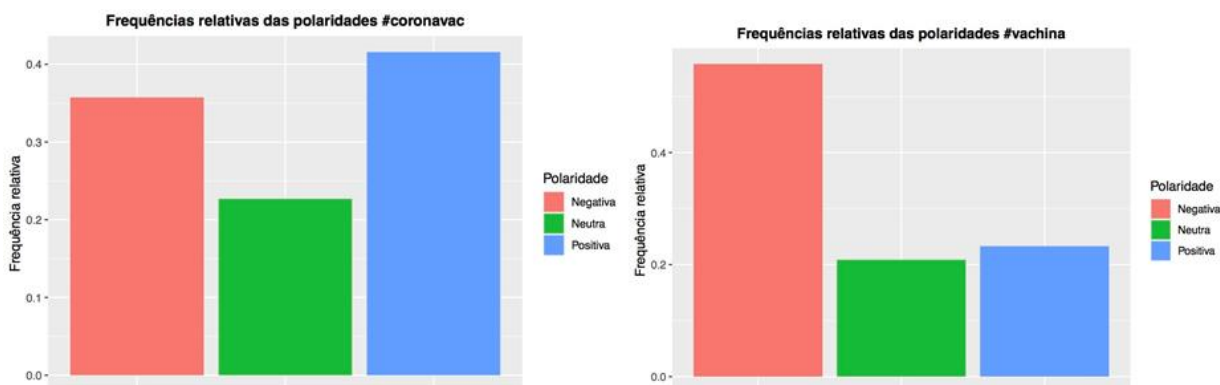 Frequências relativas das polaridades #coronavac
Frequência relativa
0.4
0.3
0.2
0.1
0.0
Polaridade
Negativa
Neutra
Positiva
Frequências relativas das polaridades #vachina
Frequência relativa
0.4
0.2
0.0
Polaridade
Negativa
Neutra
Positiva